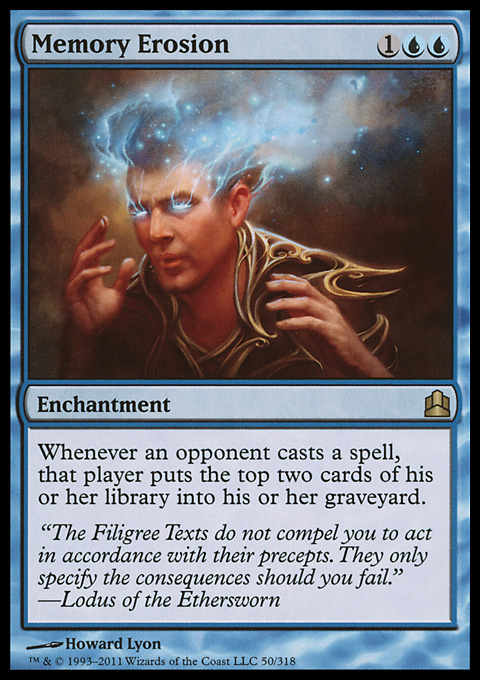 Memory Erosion 1
Enchantment
Whenever an opponent casts a spell,
that player puts the top two cards of his
or her library into his or her graveyard.
“The Filigree Texts do not compel you to act
in accordance with their precepts. They only
specify the consequences should you fail.”
—Lodus of the Ethersworn
Howard Lyon
™ & © 1993–2011 Wizards of the Coast LLC 50/318